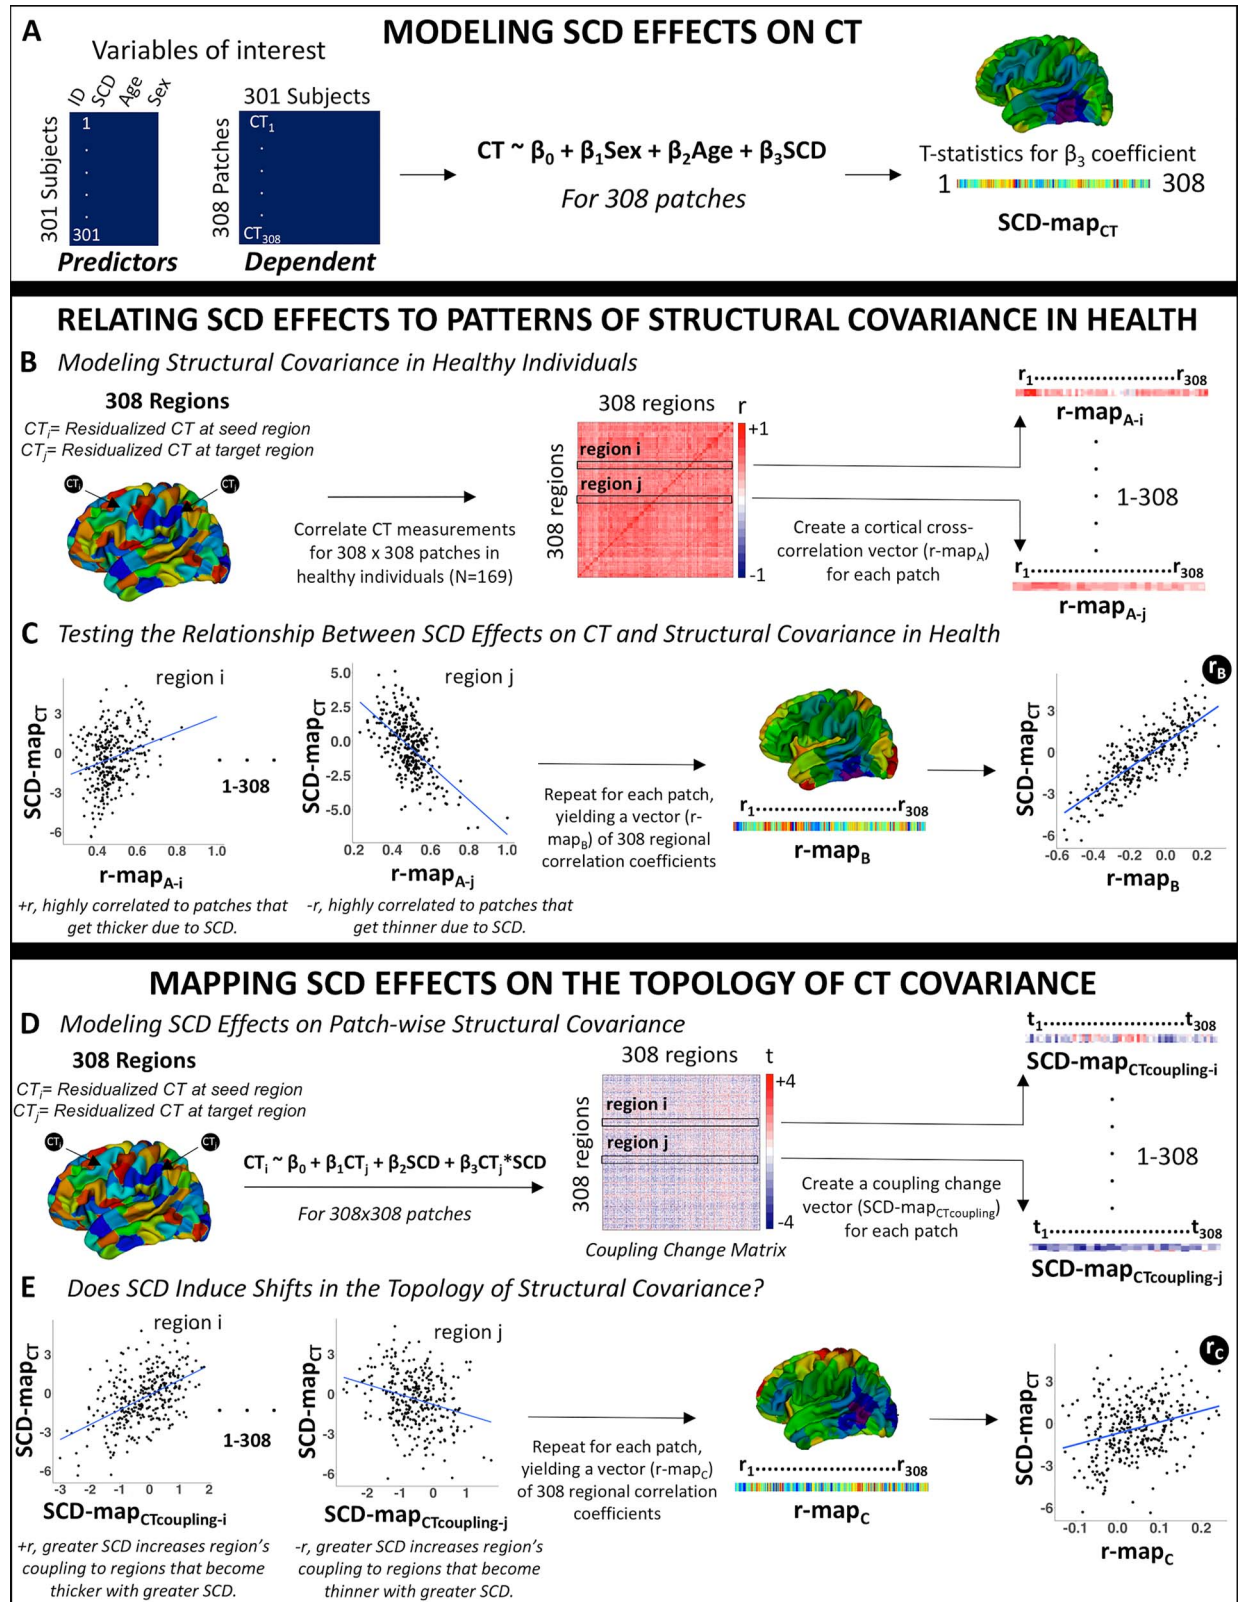 A
MODELING SCD EFFECTS ON CT
Variables of interest
ID SCD Age Sex
301 Subjects
1
301
Predictors
301 Subjects
308 Patches
CT1
CT308
Dependent
CT ~ β0 + β1Sex + β2Age + β3SCD
For 308 patches
T-statistics for β3 coefficient
1 308
SCD-mapCT
RELATING SCD EFFECTS TO PATTERNS OF STRUCTURAL COVARIANCE IN HEALTH
B Modeling Structural Covariance in Healthy Individuals
308 Regions
CTi= Residualized CT at seed region
CTj= Residualized CT at target region
CTi CTj
Correlate CT measurements
for 308 x 308 patches in
healthy individuals (N=169)
308 regions r
308 regions
region i
region j
+1
-1
Create a cortical cross-
correlation vector (r-mapA)
for each patch
r1.......................r308
r-mapA-i
1-308
r1.......................r308
r-mapA-j
C Testing the Relationship Between SCD Effects on CT and Structural Covariance in Health
region i
SCD-mapCT
3
0
-3
-6
0.4 0.6 0.8 1.0
r-mapA-i
+r, highly correlated to patches that
get thicker due to SCD.
. . .
1-308
region j
SCD-mapCT
5.0
2.5
0.0
-2.5
-5.0
0.2 0.4 0.6 0.8 1.0
r-mapA-j
-r, highly correlated to patches that
get thinner due to SCD.
Repeat for each patch,
yielding a vector (r-
mapB) of 308 regional
correlation coefficients
r1.......................r308
r-mapB
rB
SCD-mapCT
3
0
-3
-6
-0.6 -0.4 -0.2 0.0 0.2
r-mapB
MAPPING SCD EFFECTS ON THE TOPOLOGY OF CT COVARIANCE
D Modeling SCD Effects on Patch-wise Structural Covariance
308 Regions
CTi= Residualized CT at seed region
CTj= Residualized CT at target region
CTi CTj
CTi ~ β0 + β1CTj + β2SCD + β3CTj*SCD
For 308x308 patches
308 regions t
308 regions
region i
region j
+4
-4
Coupling Change Matrix
Create a coupling change
vector (SCD-mapCTcoupling)
for each patch
t1.......................t308
SCD-mapCTcoupling-i
1-308
t1.......................t308
SCD-mapCTcoupling-j
E Does SCD Induce Shifts in the Topology of Structural Covariance?
region i
SCD-mapCT
3
0
-3
-6
-3 -2 -1 0 1 2
SCD-mapCTcoupling-i
+r, greater SCD increases region's
coupling to regions that become
thicker with greater SCD.
. . .
1-308
region j
SCD-mapCT
3
0
-3
-6
-2 -1 0 1
SCD-mapCTcoupling-j
-r, greater SCD increases region's
coupling to regions that become
thinner with greater SCD.
Repeat for each patch,
yielding a vector (r-mapC)
of 308 regional correlation
coefficients
r1.......................r308
r-mapC
rC
SCD-mapCT
3
0
-3
-6
-0.1 0.0 0.1 0.2
r-mapC